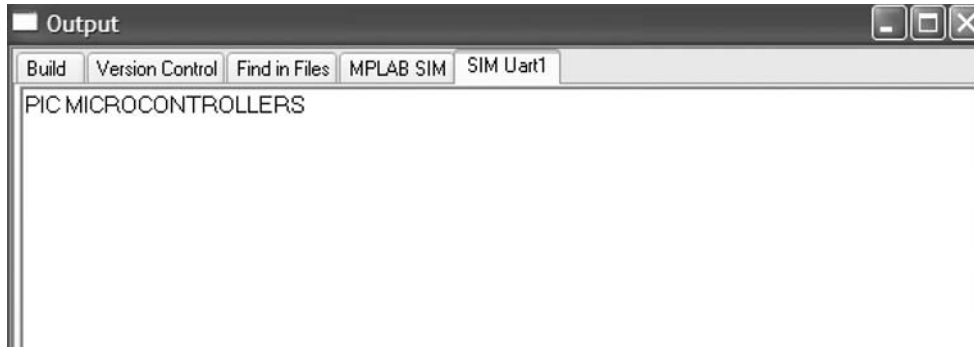 Output
Build Version Control Find in Files MPLAB SIM SIM Uart1
PIC MICROCONTROLLERS